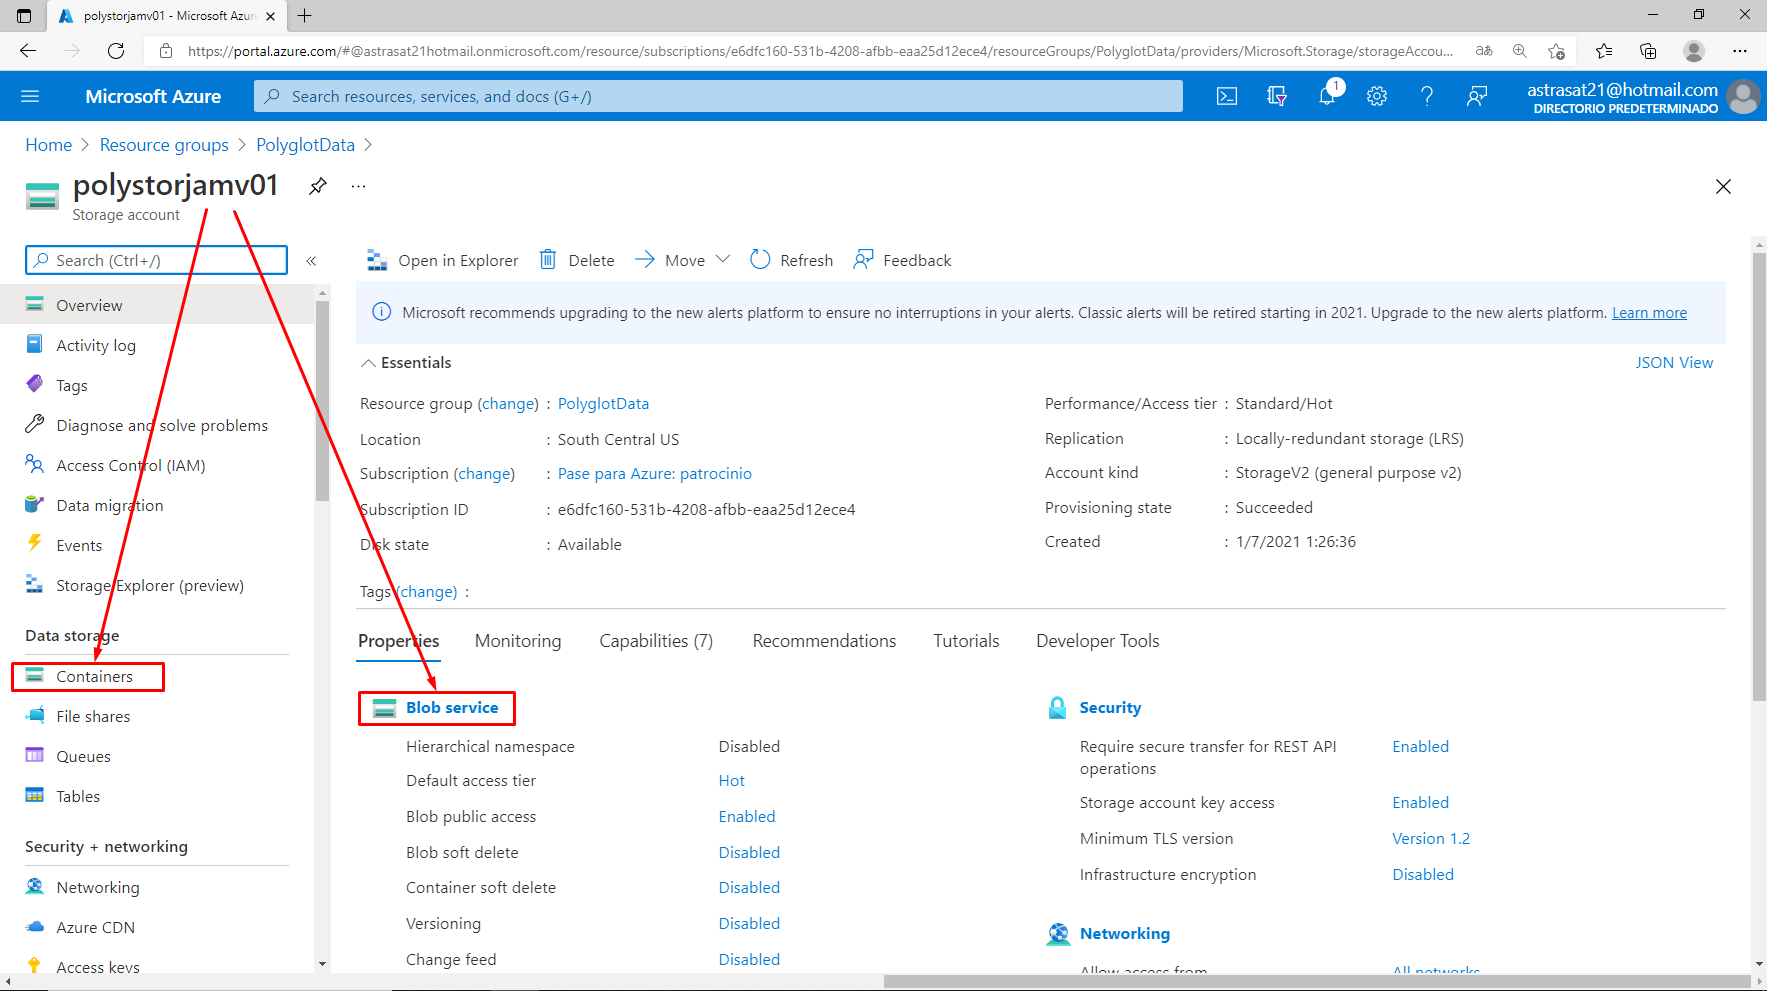 polystorjamv01 - Microsoft Azure
https://portal.azure.com/#@astrasat21hotmail.onmicrosoft.com/resource/subscriptions/e6dfc160-531b-4208-afbb-eaa25d12ece4/resourceGroups/PolyglotData/providers/Microsoft.Storage/storageAccou...
aあ
Microsoft Azure
Search resources, services, and docs (G+/)
1
astrasat21@hotmail.com
DIRECTORIO PREDETERMINADO
Home > Resource groups > PolyglotData >
polystorjamv01
Storage account
Search (Ctrl+/)
Overview
Activity log
Tags
Diagnose and solve problems
Access Control (IAM)
Data migration
Events
Storage Explorer (preview)
Data storage
Containers
File shares
Queues
Tables
Security + networking
Networking
Azure CDN
Access keys
Open in Explorer
Delete
Move
Refresh
Feedback
Microsoft recommends upgrading to the new alerts platform to ensure no interruptions in your alerts. Classic alerts will be retired starting in 2021. Upgrade to the new alerts platform. Learn more
Essentials
JSON View
Resource group (change) : PolyglotData
Location : South Central US
Subscription (change) : Pase para Azure: patrocinio
Subscription ID : e6dfc160-531b-4208-afbb-eaa25d12ece4
Disk state : Available
Performance/Access tier : Standard/Hot
Replication : Locally-redundant storage (LRS)
Account kind : StorageV2 (general purpose v2)
Provisioning state : Succeeded
Created : 1/7/2021 1:26:36
Tags (change) :
Properties
Monitoring
Capabilities (7)
Recommendations
Tutorials
Developer Tools
Blob service
Hierarchical namespace Disabled
Default access tier Hot
Blob public access Enabled
Blob soft delete Disabled
Container soft delete Disabled
Versioning Disabled
Change feed Disabled
Security
Require secure transfer for REST API operations Enabled
Storage account key access Enabled
Minimum TLS version Version 1.2
Infrastructure encryption Disabled
Networking
Allow access from All networks